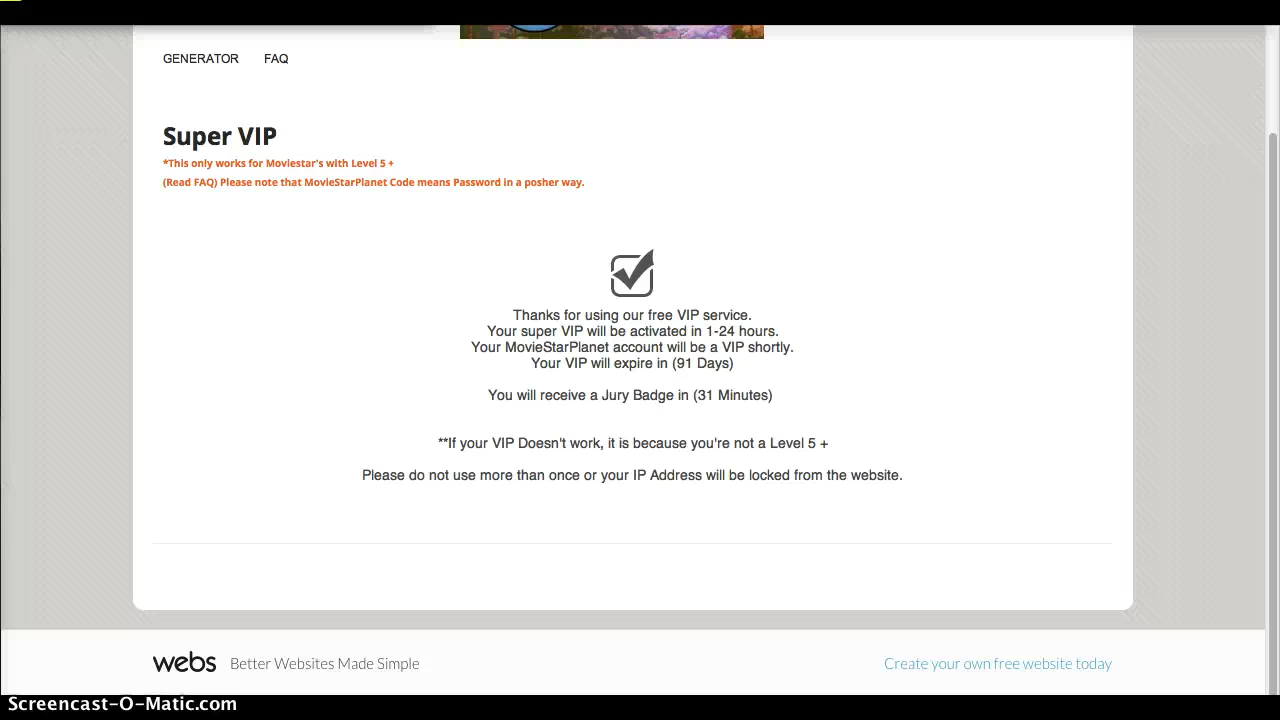 GENERATOR FAQ
Super VIP
*This only works for Moviestar's with Level 5 +
(Read FAQ) Please note that MovieStarPlanet Code means Password in a posher way.
Thanks for using our free VIP service.
Your super VIP will be activated in 1-24 hours.
Your MovieStarPlanet account will be a VIP shortly.
Your VIP will expire in (91 Days)
You will receive a Jury Badge in (31 Minutes)
**If your VIP Doesn't work, it is because you're not a Level 5 +
Please do not use more than once or your IP Address will be locked from the website.
webs Better Websites Made Simple Create your own free website today
Screencast-O-Matic.com